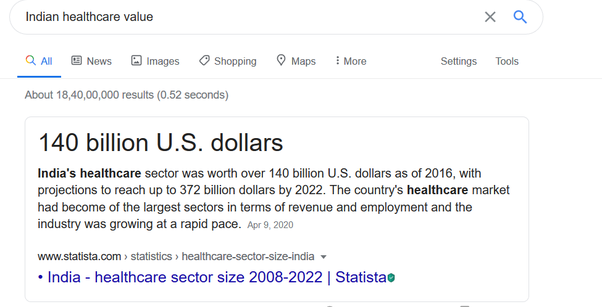 Indian healthcare value
All News Images Shopping Maps More Settings Tools
About 18,40,00,000 results (0.52 seconds)
140 billion U.S. dollars
India's healthcare sector was worth over 140 billion U.S. dollars as of 2016, with
projections to reach up to 372 billion dollars by 2022. The country's healthcare market
had become of the largest sectors in terms of revenue and employment and the
industry was growing at a rapid pace. Apr 9, 2020
www.statista.com › statistics › healthcare-sector-size-india
• India - healthcare sector size 2008-2022 | Statista